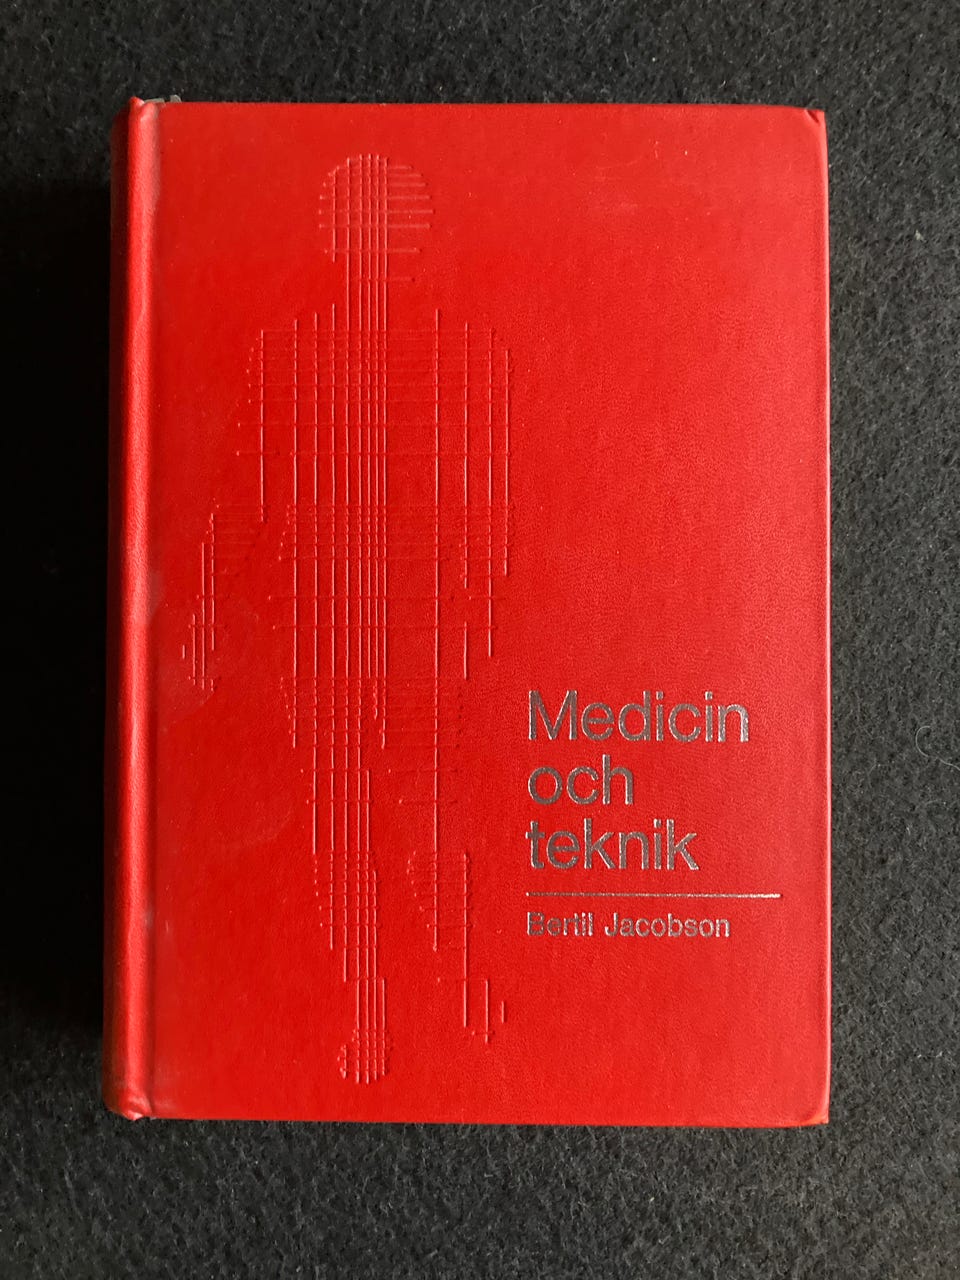 Medicin
och
teknik
Bertil Jacobson